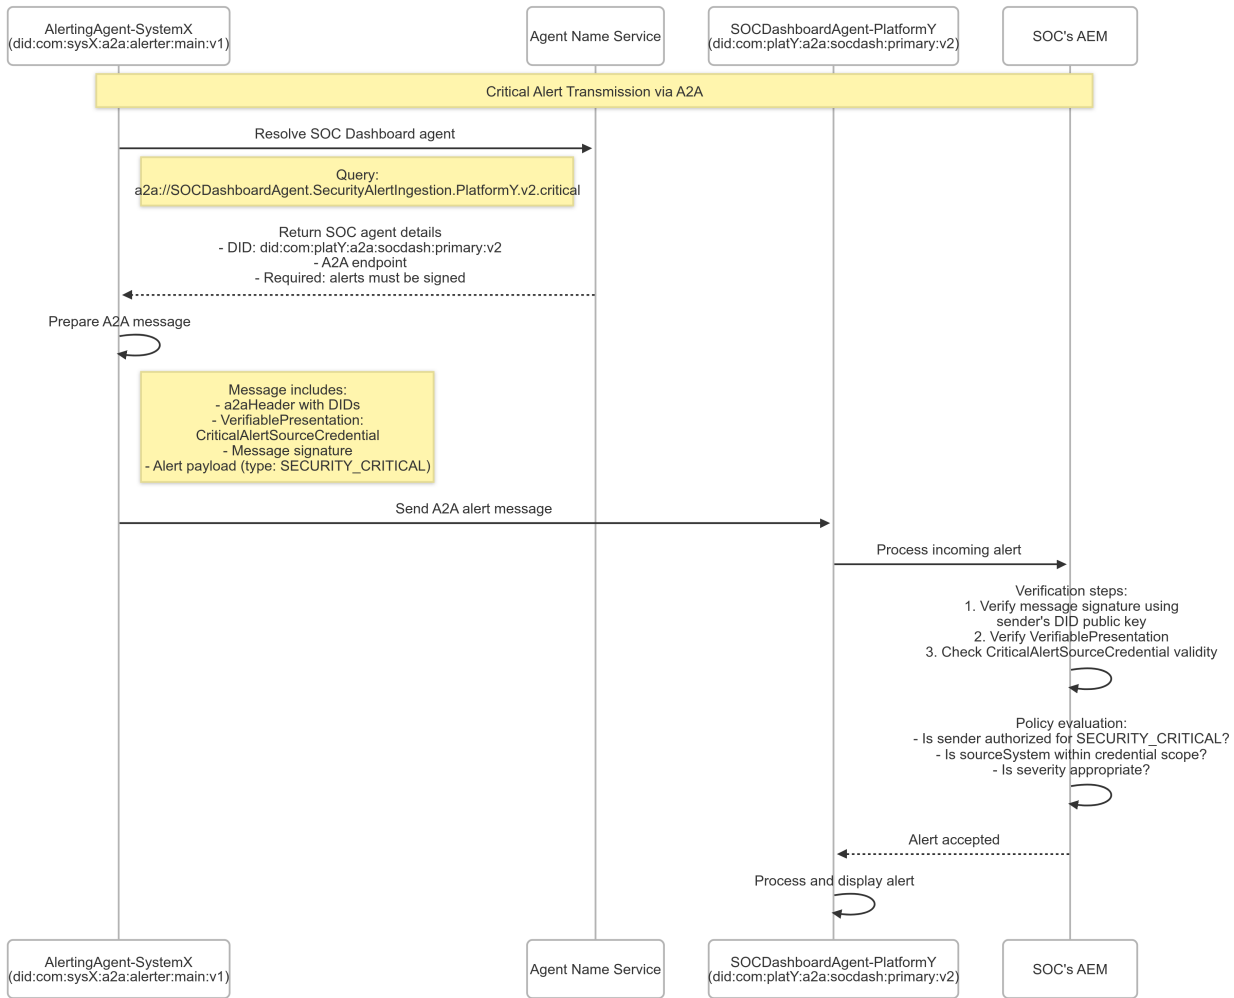 AlertingAgent-SystemX
(did:com:sysX:a2a:alerter:main:v1)
Agent Name Service
SOCDashboardAgent-PlatformY
(did:com:platY:a2a:socdash:primary:v2)
SOC's AEM
Critical Alert Transmission via A2A
Resolve SOC Dashboard agent
Query:
a2a://SOCDashboardAgent.SecurityAlertIngestion.PlatformY.v2.critical
Return SOC agent details
- DID: did:com:platY:a2a:socdash:primary:v2
- A2A endpoint
- Required: alerts must be signed
Prepare A2A message
Message includes:
- a2aHeader with DIDs
- VerifiablePresentation:
CriticalAlertSourceCredential
- Message signature
- Alert payload (type: SECURITY_CRITICAL)
Send A2A alert message
Process incoming alert
Verification steps:
1. Verify message signature using
sender's DID public key
2. Verify VerifiablePresentation
3. Check CriticalAlertSourceCredential validity
Policy evaluation:
- Is sender authorized for SECURITY_CRITICAL?
- Is sourceSystem within credential scope?
- Is severity appropriate?
Alert accepted
Process and display alert
AlertingAgent-SystemX
(did:com:sysX:a2a:alerter:main:v1)
Agent Name Service
SOCDashboardAgent-PlatformY
(did:com:platY:a2a:socdash:primary:v2)
SOC's AEM